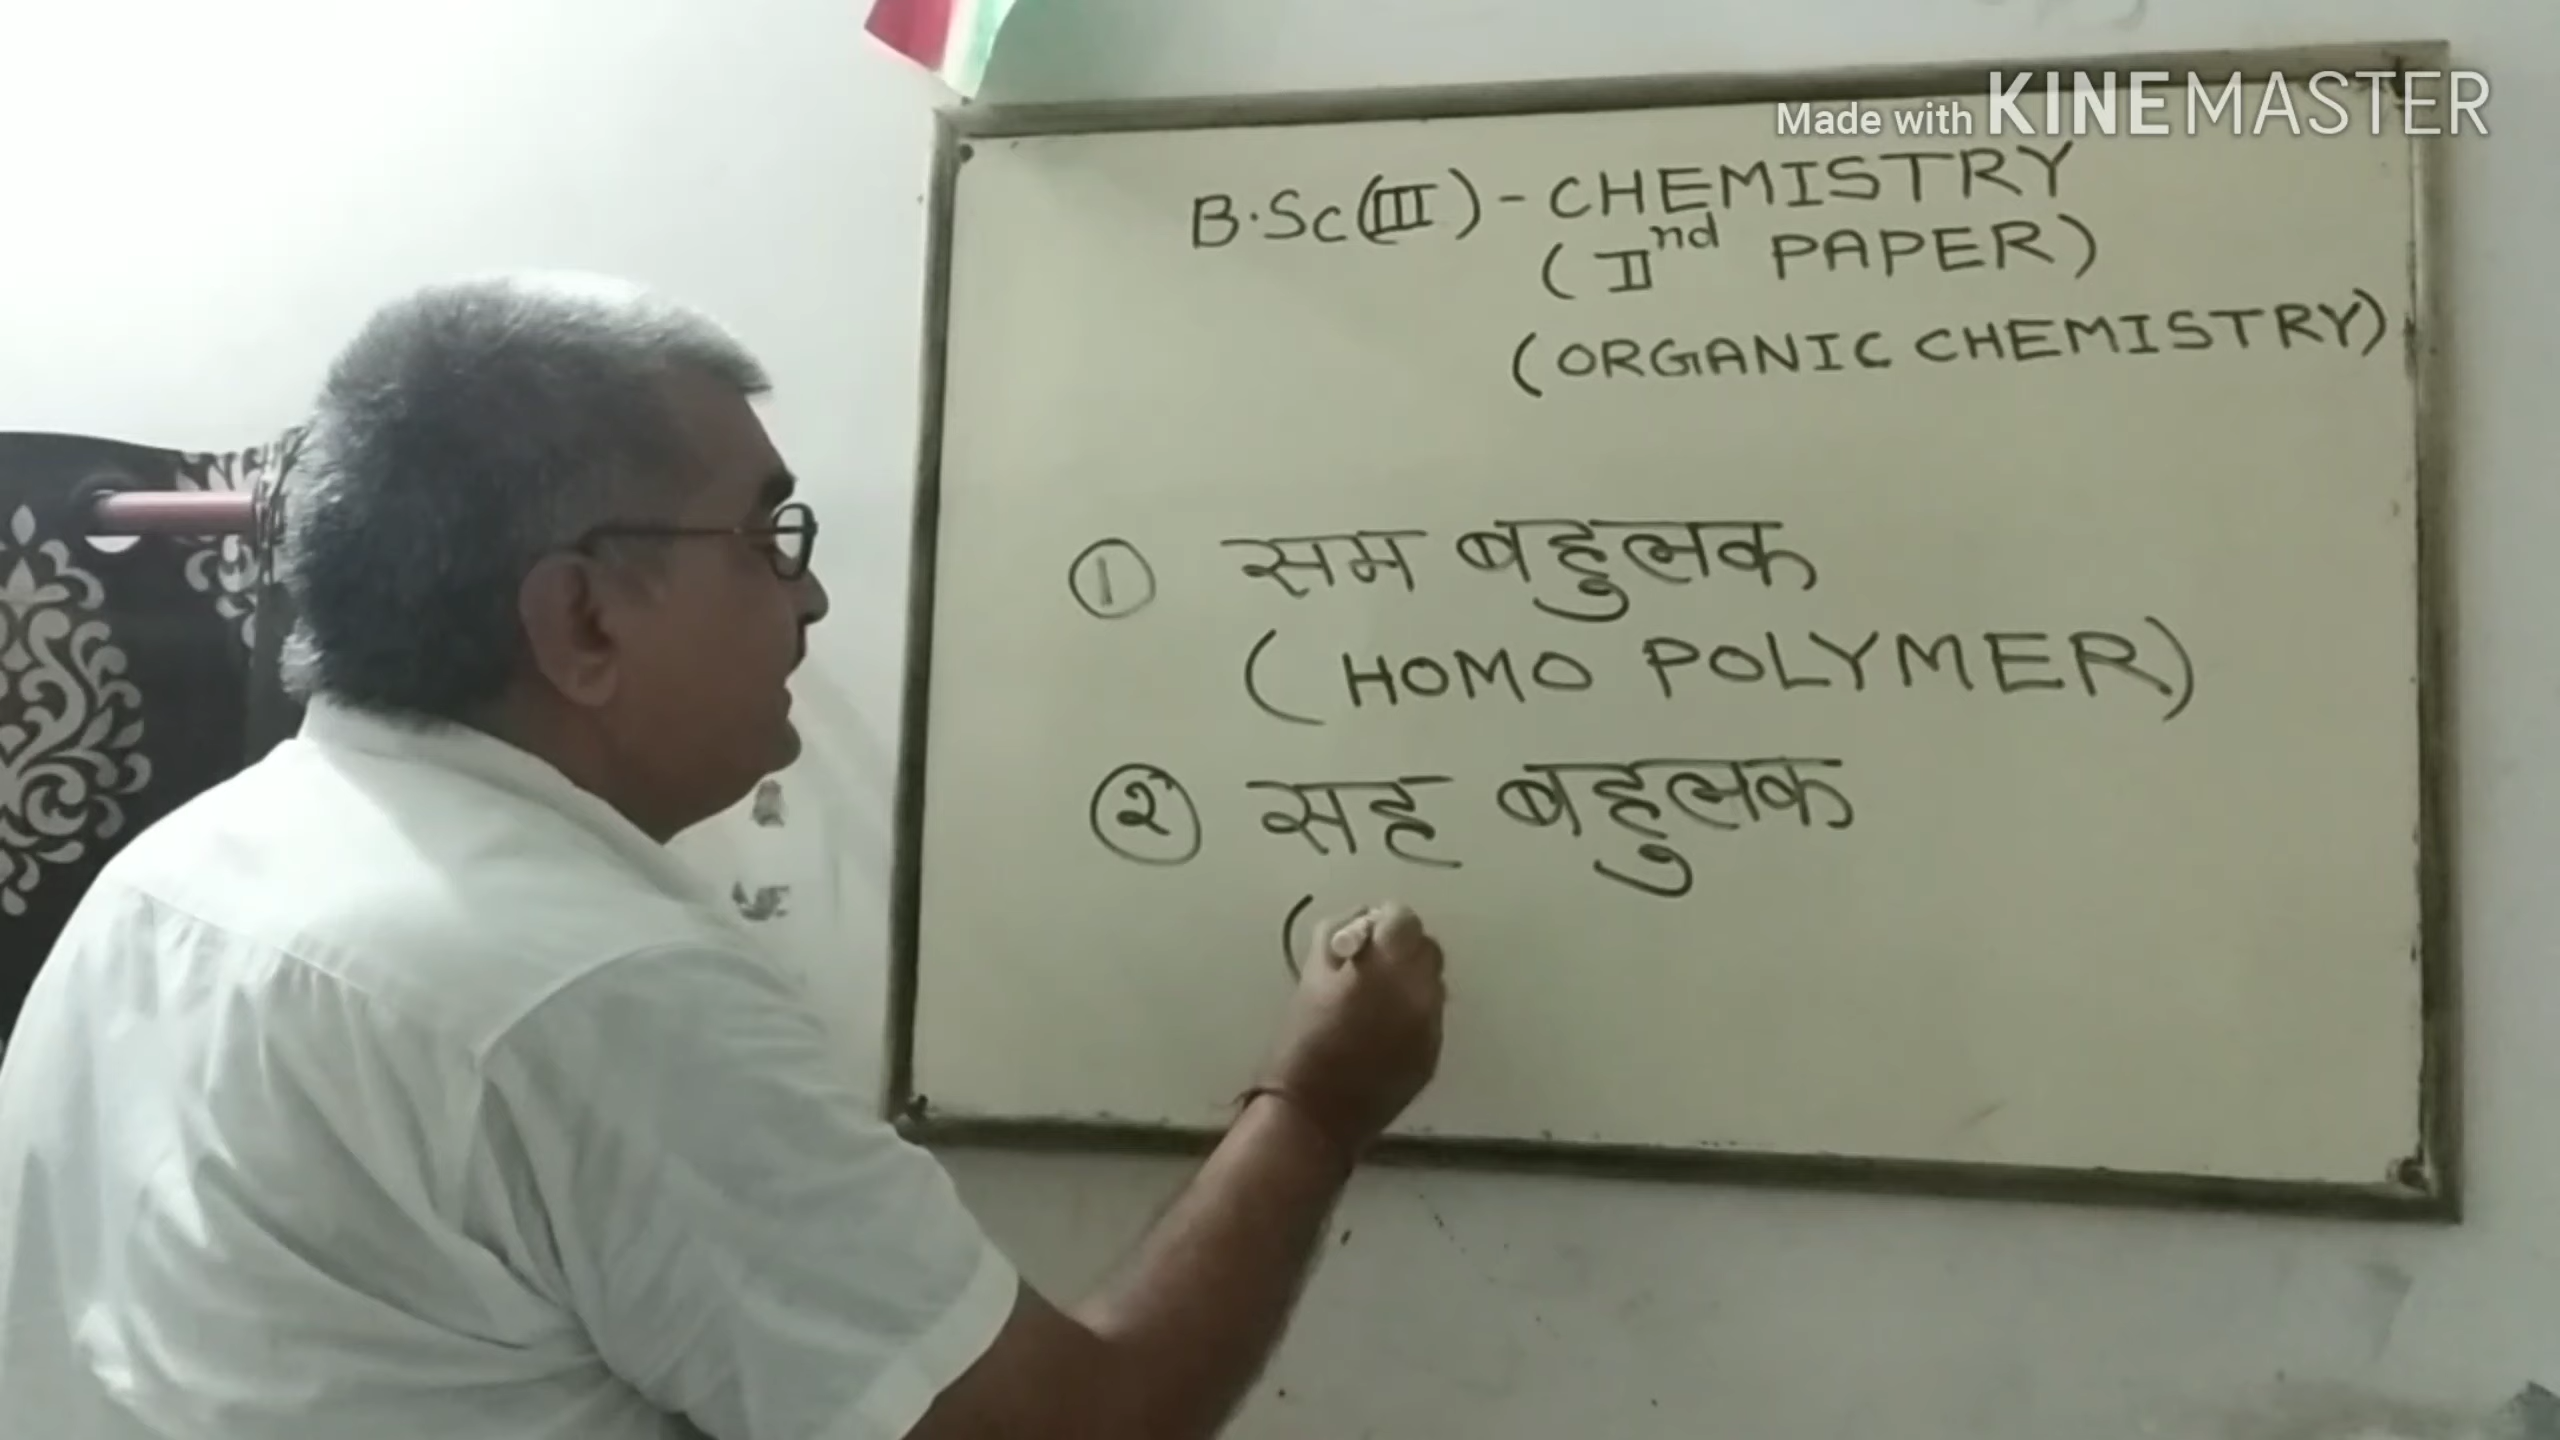 Made with KINEMASTER
B.Sc(III) - CHEMISTRY
(IInd PAPER)
(ORGANIC CHEMISTRY)
① सम बहुलक
(HOMO POLYMER)
② सह बहुलक
(